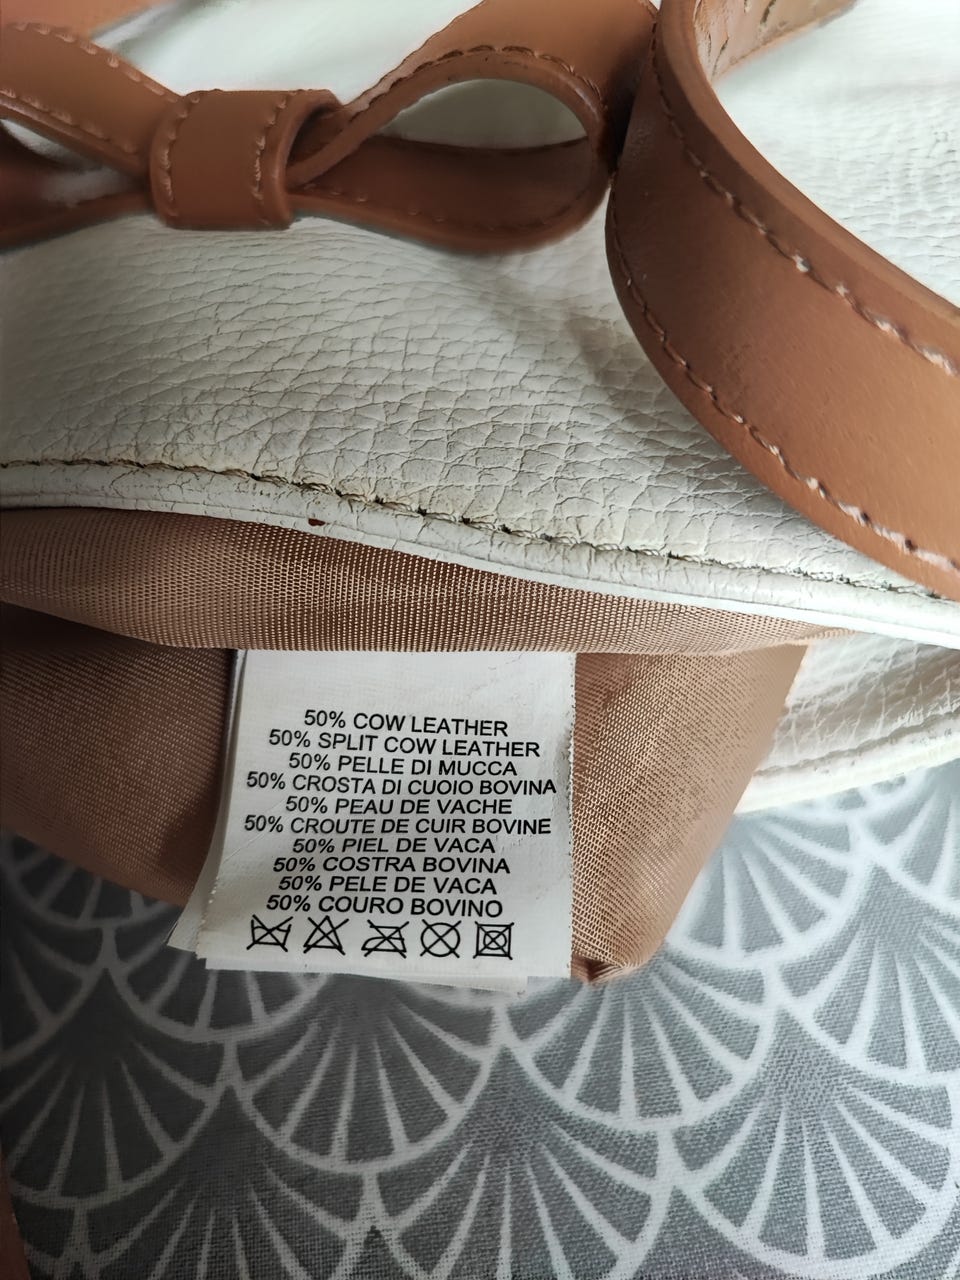 50% COW LEATHER
50% SPLIT COW LEATHER
50% PELLE DI MUCCA
50% CROSTA DI CUOIO BOVINA
50% PEAU DE VACHE
50% CROUTE DE CUIR BOVINE
50% PIEL DE VACA
50% COSTRA BOVINA
50% PELE DE VACA
50% COURO BOVINO